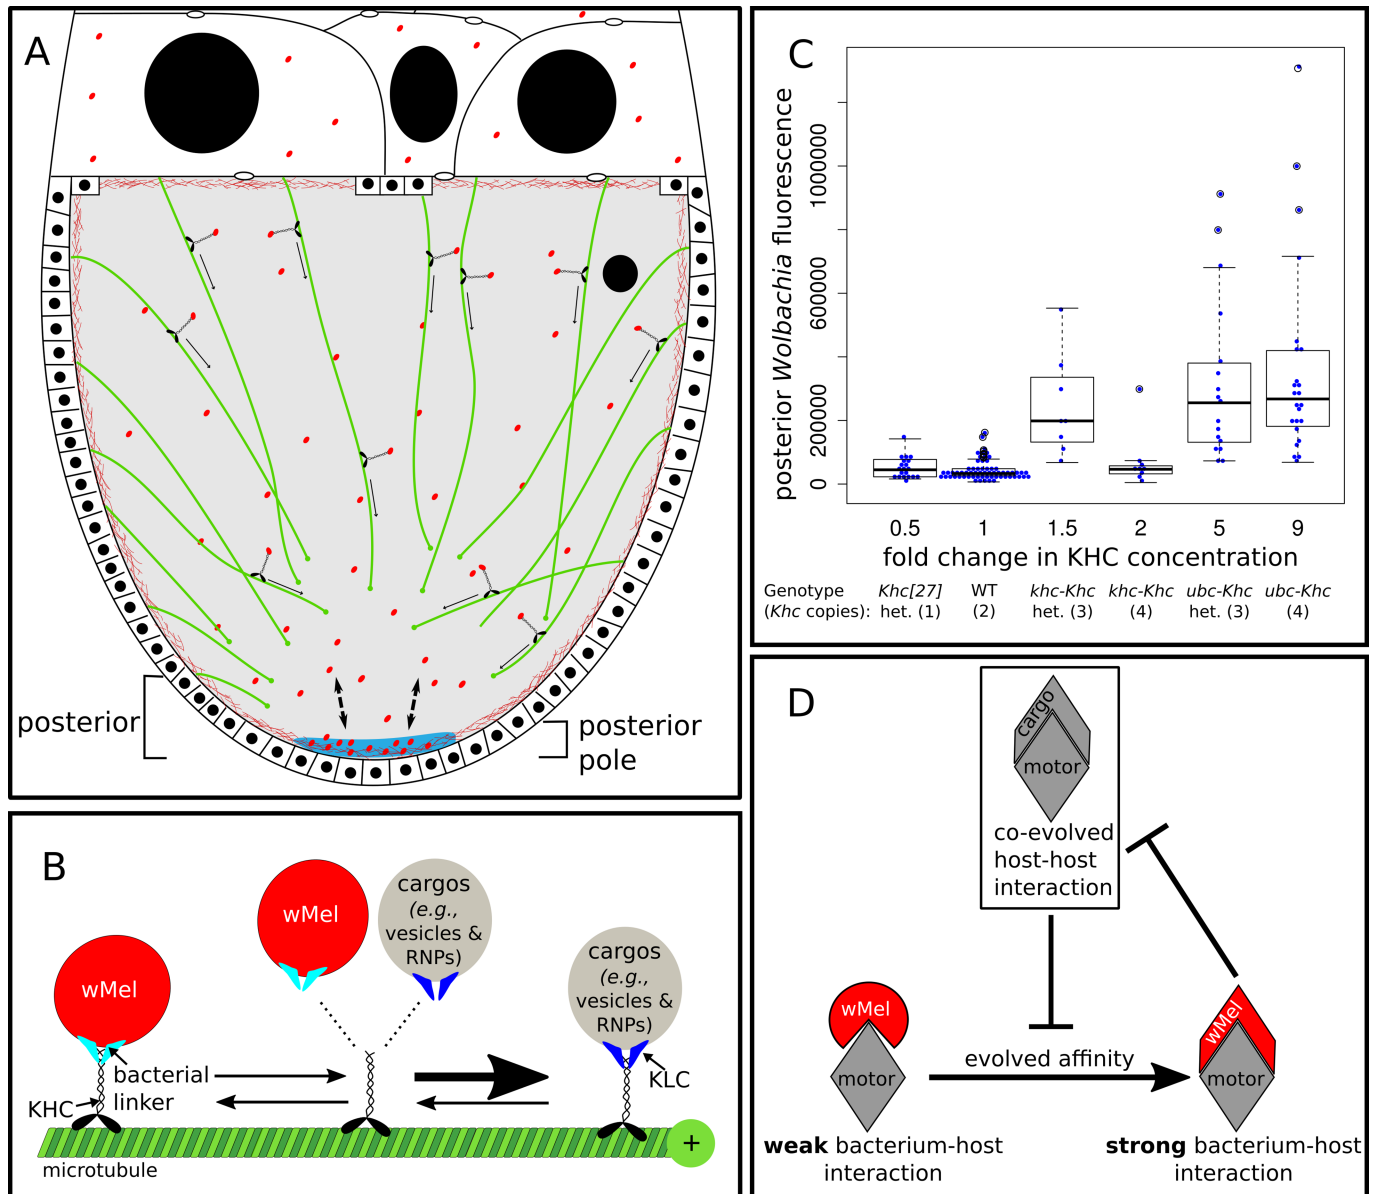 A
posterior
posterior
pole
B
wMel
bacterial
linker
KHC
microtubule
wMel
cargos
(e.g.,
vesicles &
RNPs)
cargos
(e.g.,
vesicles &
RNPs)
KLC
+
C
posterior Wolbachia fluorescence
0
200000
600000
1000000
0.5 1 1.5 2 5 9
fold change in KHC concentration
Genotype Khc[27] WT khc-Khc khc-Khc ubc-Khc ubc-Khc
(Khc copies): het. (1) (2) het. (3) (4) het. (3) (4)
D
cargo
motor
co-evolved
host-host
interaction
wMel
motor
evolved affinity
wMel
motor
weak bacterium-host
interaction
strong bacterium-host
interaction